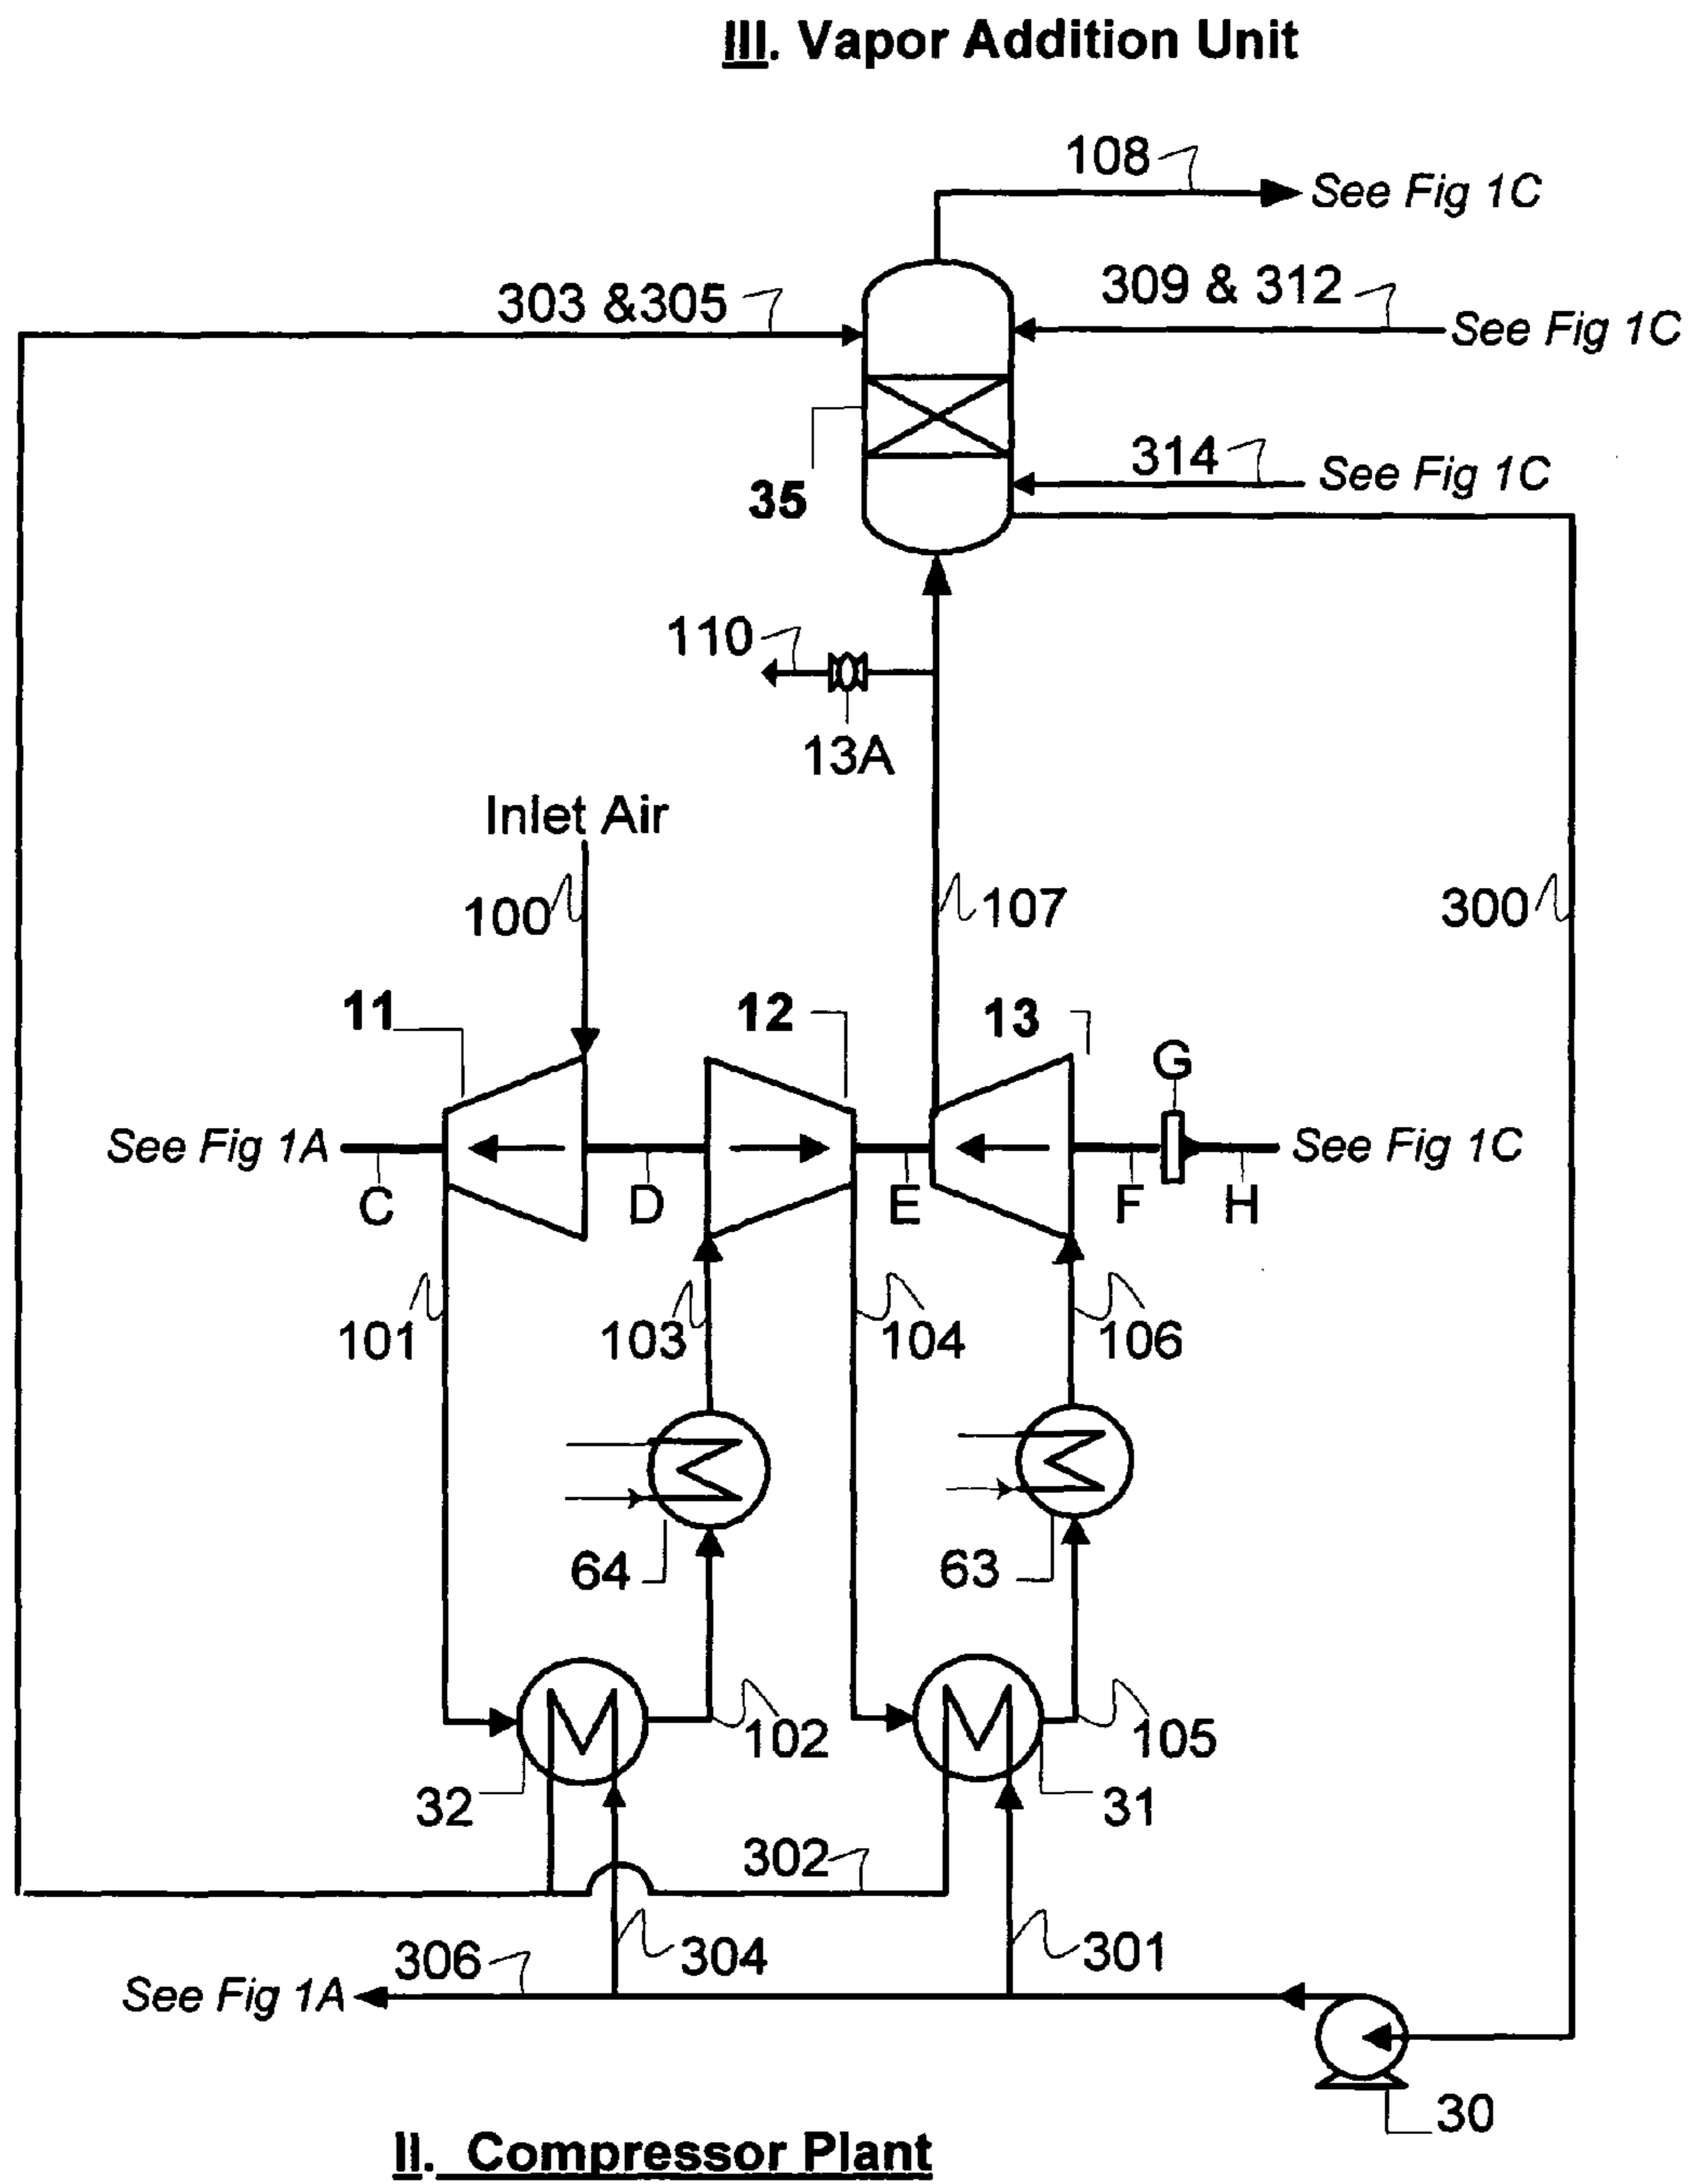 III. Vapor Addition Unit
108
See Fig 1C
303 &305
309 & 312
See Fig 1C
314
See Fig 1C
35
110
13A
Inlet Air
100
107
300
11
12
13
G
See Fig 1A
See Fig 1C
C
D
E
F
H
101
103
104
106
64
63
102
105
32
31
302
304
301
306
See Fig 1A
30
II. Compressor Plant